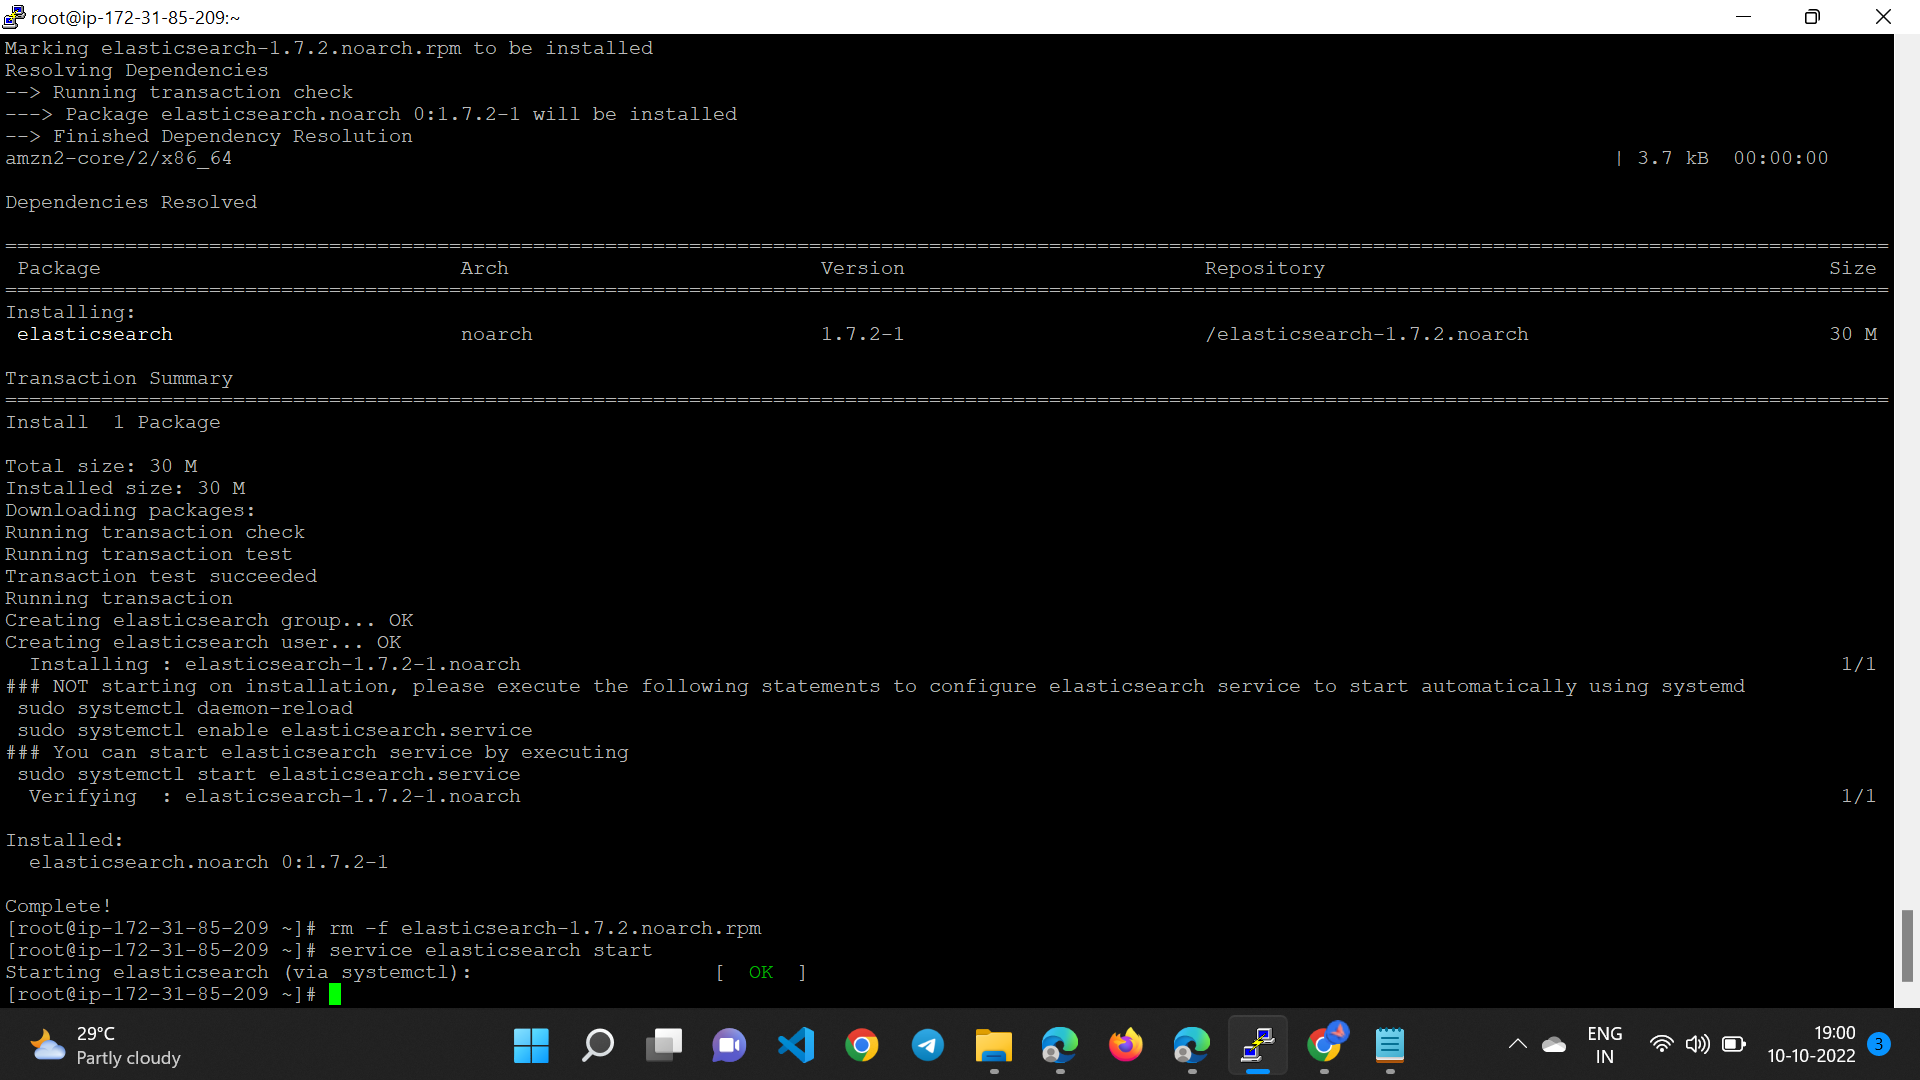 root@ip-172-31-85-209:~
Marking elasticsearch-1.7.2.noarch.rpm to be installed
Resolving Dependencies
--> Running transaction check
---> Package elasticsearch.noarch 0:1.7.2-1 will be installed
--> Finished Dependency Resolution
amzn2-core/2/x86_64 | 3.7 kB 00:00:00
Dependencies Resolved
================================================================================
Package Arch Version Repository Size
================================================================================
Installing:
elasticsearch noarch 1.7.2-1 /elasticsearch-1.7.2.noarch 30 M
Transaction Summary
================================================================================
Install 1 Package
Total size: 30 M
Installed size: 30 M
Downloading packages:
Running transaction check
Running transaction test
Transaction test succeeded
Running transaction
Creating elasticsearch group... OK
Creating elasticsearch user... OK
Installing : elasticsearch-1.7.2-1.noarch 1/1
### NOT starting on installation, please execute the following statements to configure elasticsearch service to start automatically using systemd
sudo systemctl daemon-reload
sudo systemctl enable elasticsearch.service
### You can start elasticsearch service by executing
sudo systemctl start elasticsearch.service
Verifying : elasticsearch-1.7.2-1.noarch 1/1
Installed:
elasticsearch.noarch 0:1.7.2-1
Complete!
[root@ip-172-31-85-209 ~]# rm -f elasticsearch-1.7.2.noarch.rpm
[root@ip-172-31-85-209 ~]# service elasticsearch start
Starting elasticsearch (via systemctl): [ OK ]
[root@ip-172-31-85-209 ~]#
29°C
Partly cloudy
ENG
IN
19:00
10-10-2022
3